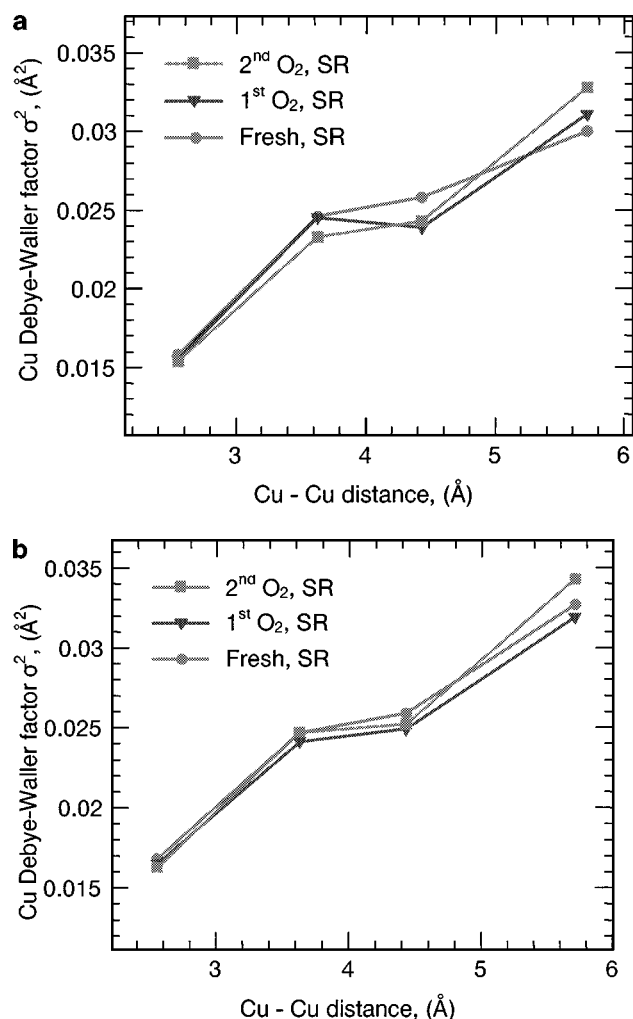 a
0.035
0.03
0.025
0.02
0.015
Cu Debye-Waller factor σ², (Å²)
2nd O₂, SR
1st O₂, SR
Fresh, SR
3 4 5 6
Cu - Cu distance, (Å)
b
0.035
0.03
0.025
0.02
0.015
Cu Debye-Waller factor σ², (Å²)
2nd O₂, SR
1st O₂, SR
Fresh, SR
3 4 5 6
Cu - Cu distance, (Å)